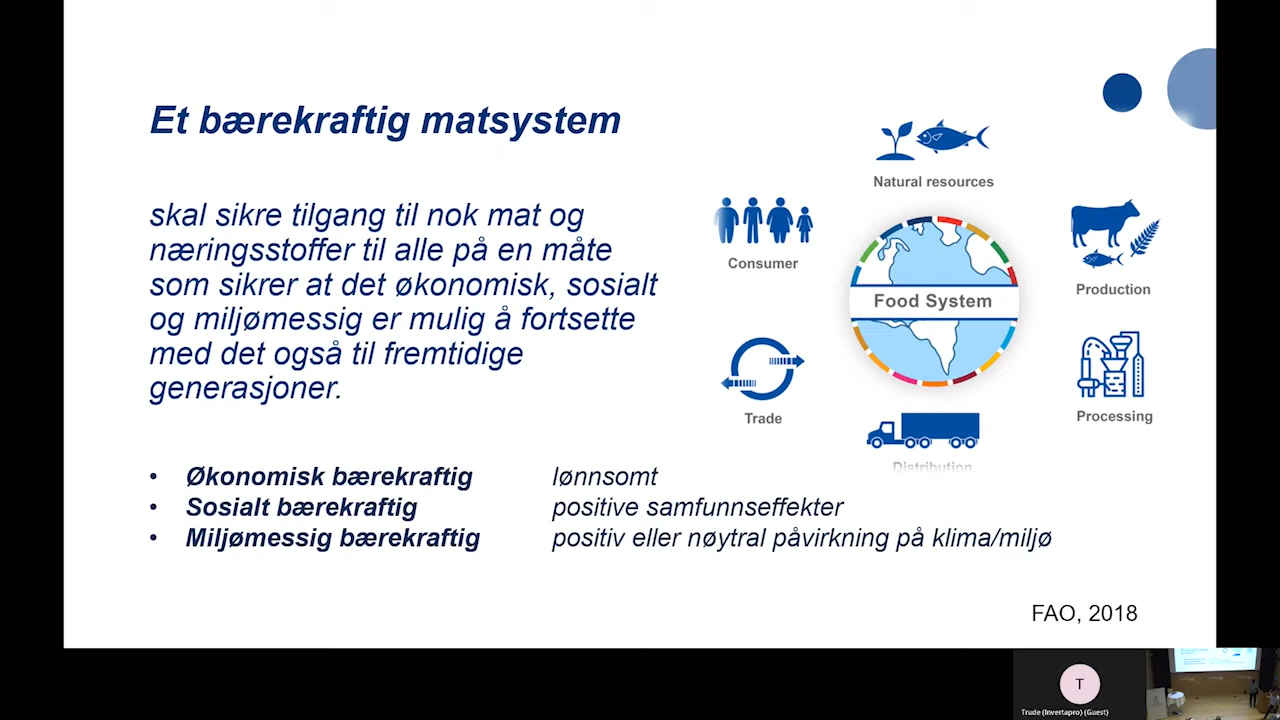 Et bærekraftig matsystem
skal sikre tilgang til nok mat og
næringsstoffer til alle på en måte
som sikrer at det økonomisk, sosialt
og miljømessig er mulig å fortsette
med det også til fremtidige
generasjoner.
• Økonomisk bærekraftig lønnsomt
• Sosialt bærekraftig positive samfunnseffekter
• Miljømessig bærekraftig positiv eller nøytral påvirkning på klima/miljø
Natural resources
Consumer
Production
Food System
Trade
Processing
Distribution
FAO, 2018
T
Trude (Invertapro) (Guest)